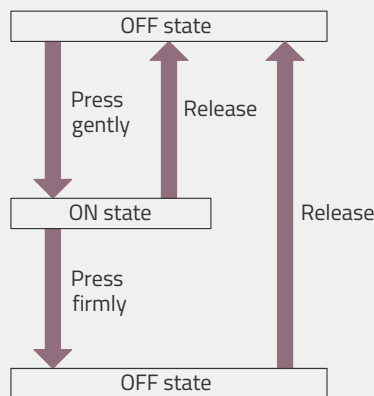 OFF state
Press
gently
Release
ON state
Release
Press
firmly
OFF state